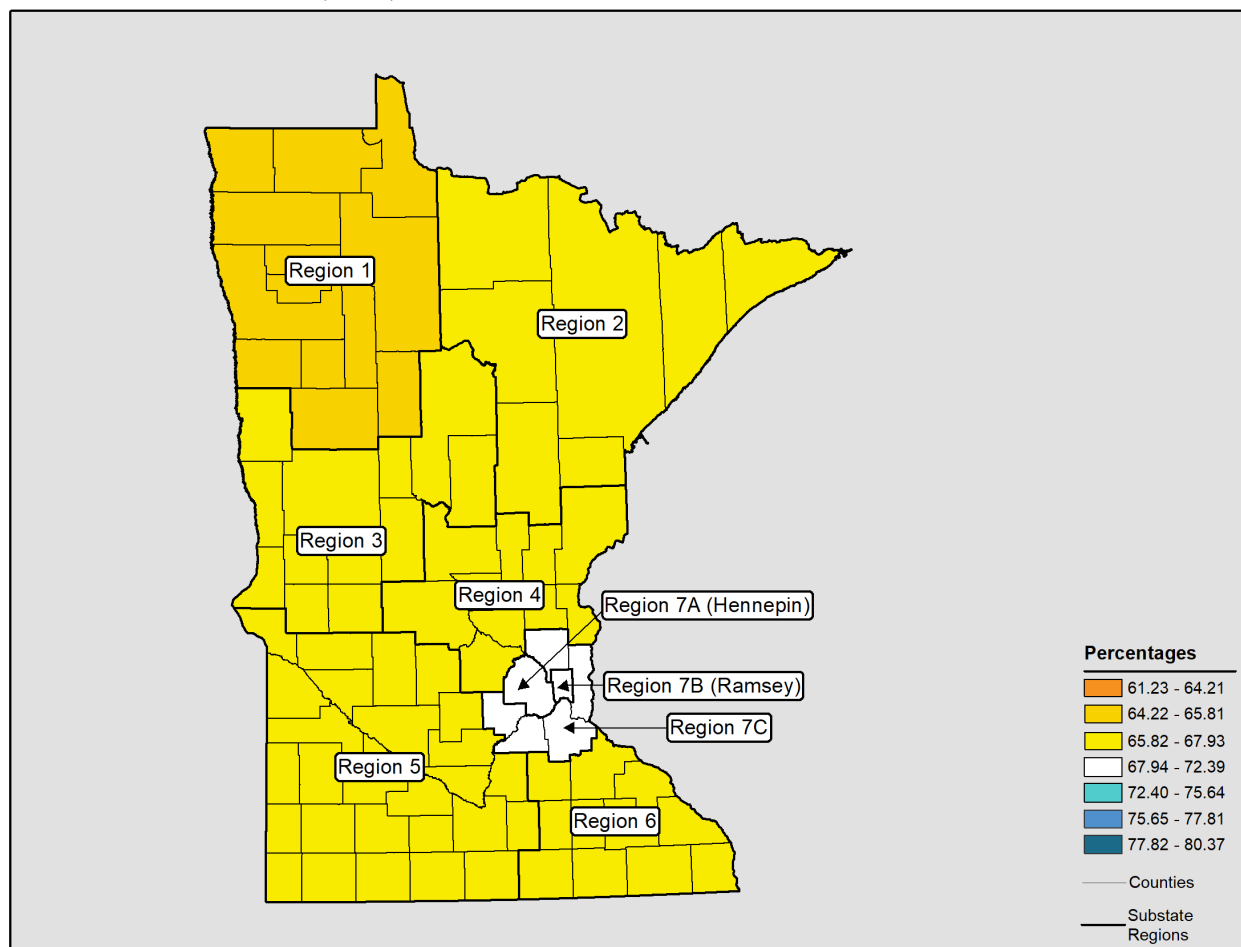 Region 1
Region 2
Region 3
Region 4
Region 7A (Hennepin)
Region 7B (Ramsey)
Region 7C
Region 5
Region 6
Percentages
61.23 - 64.21
64.22 - 65.81
65.82 - 67.93
67.94 - 72.39
72.40 - 75.64
75.65 - 77.81
77.82 - 80.37
Counties
Substate
Regions